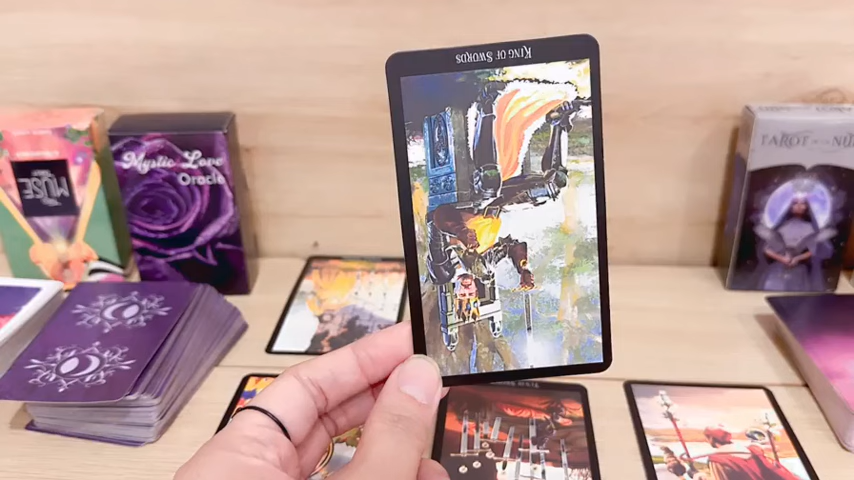 KING OF SWORDS
MUSE
Mystic Love
Oracle
TAROT